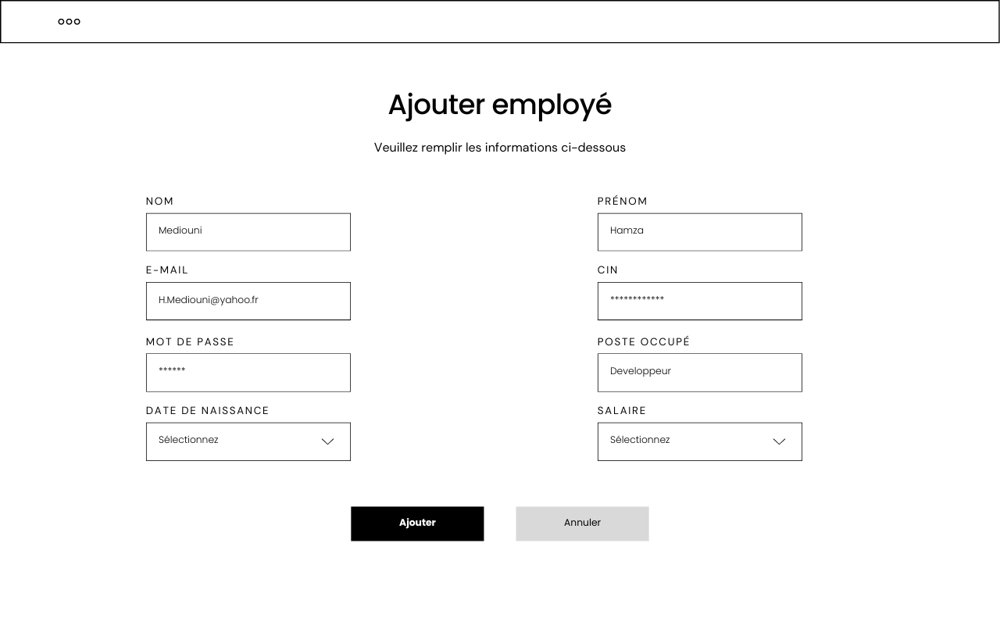 Ajouter employé
Veuillez remplir les informations ci-dessous
NOM
Mediouni
PRÉNOM
Hamza
E-MAIL
H.Mediouni@yahoo.fr
CIN
************
MOT DE PASSE
******
POSTE OCCUPÉ
Developpeur
DATE DE NAISSANCE
Sélectionnez
SALAIRE
Sélectionnez
Ajouter
Annuler